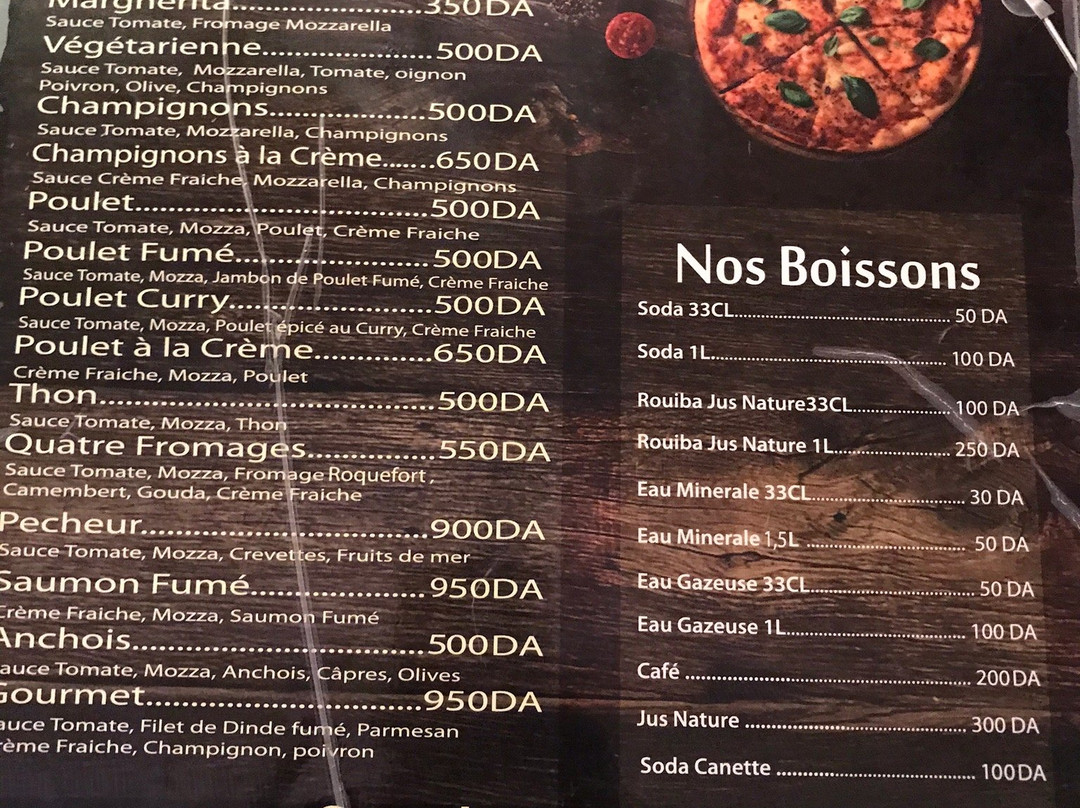 Margherita..............................350DA
Sauce Tomate, Fromage Mozzarella
Végétarienne..........................500DA
Sauce Tomate, Mozzarella, Tomate, oignon
Poivron, Olive, Champignons
Champignons........................500DA
Sauce Tomate, Mozzarella, Champignons
Champignons à la Crème.......650DA
Sauce Crème Fraiche, Mozzarella, Champignons
Poulet.............................................500DA
Sauce Tomate, Mozza, Poulet, Crème Fraiche
Poulet Fumé..............................500DA
Sauce Tomate, Mozza, Jambon de Poulet Fumé, Crème Fraiche
Poulet Curry...............................500DA
Sauce Tomate, Mozza, Poulet épicé au Curry, Crème Fraiche
Poulet à la Crème..................650DA
Crème Fraiche, Mozza, Poulet
Thon...................................................500DA
Sauce Tomate, Mozza, Thon
Quatre Fromages....................550DA
Sauce Tomate, Mozza, Fromage Roquefort ,
Camembert, Gouda, Crème Fraiche
Pecheur............................................900DA
Sauce Tomate, Mozza, Crevettes, Fruits de mer
Saumon Fumé...........................950DA
Crème Fraiche, Mozza, Saumon Fumé
Anchois.............................................500DA
auce Tomate, Mozza, Anchois, Câpres, Olives
Gourmet..........................................950DA
auce Tomate, Filet de Dinde fumé, Parmesan
rème Fraiche, Champignon, poivron
Nos Boissons
Soda 33CL............................................ 50 DA
Soda 1L................................................ 100 DA
Rouiba Jus Nature33CL.................... 100 DA
Rouiba Jus Nature 1L........................ 250 DA
Eau Minerale 33CL............................... 30 DA
Eau Minerale 1,5L ................................ 50 DA
Eau Gazeuse 33CL.................................. 50 DA
Eau Gazeuse 1L..................................... 100 DA
Café .......................................................... 200 DA
Jus Nature .............................................. 300 DA
Soda Canette ........................................ 100 DA